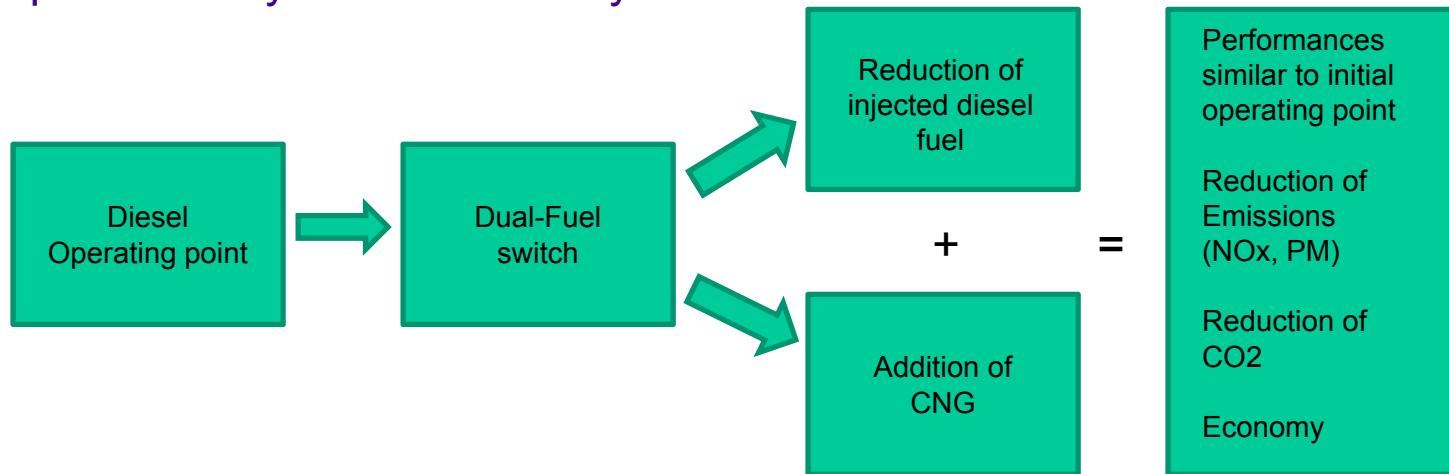 Diesel
Operating point
Dual-Fuel
switch
Reduction of
injected diesel
fuel
+
Addition of
CNG
=
Performances
similar to initial
operating point
Reduction of
Emissions
(NOx, PM)
Reduction of
CO2
Economy